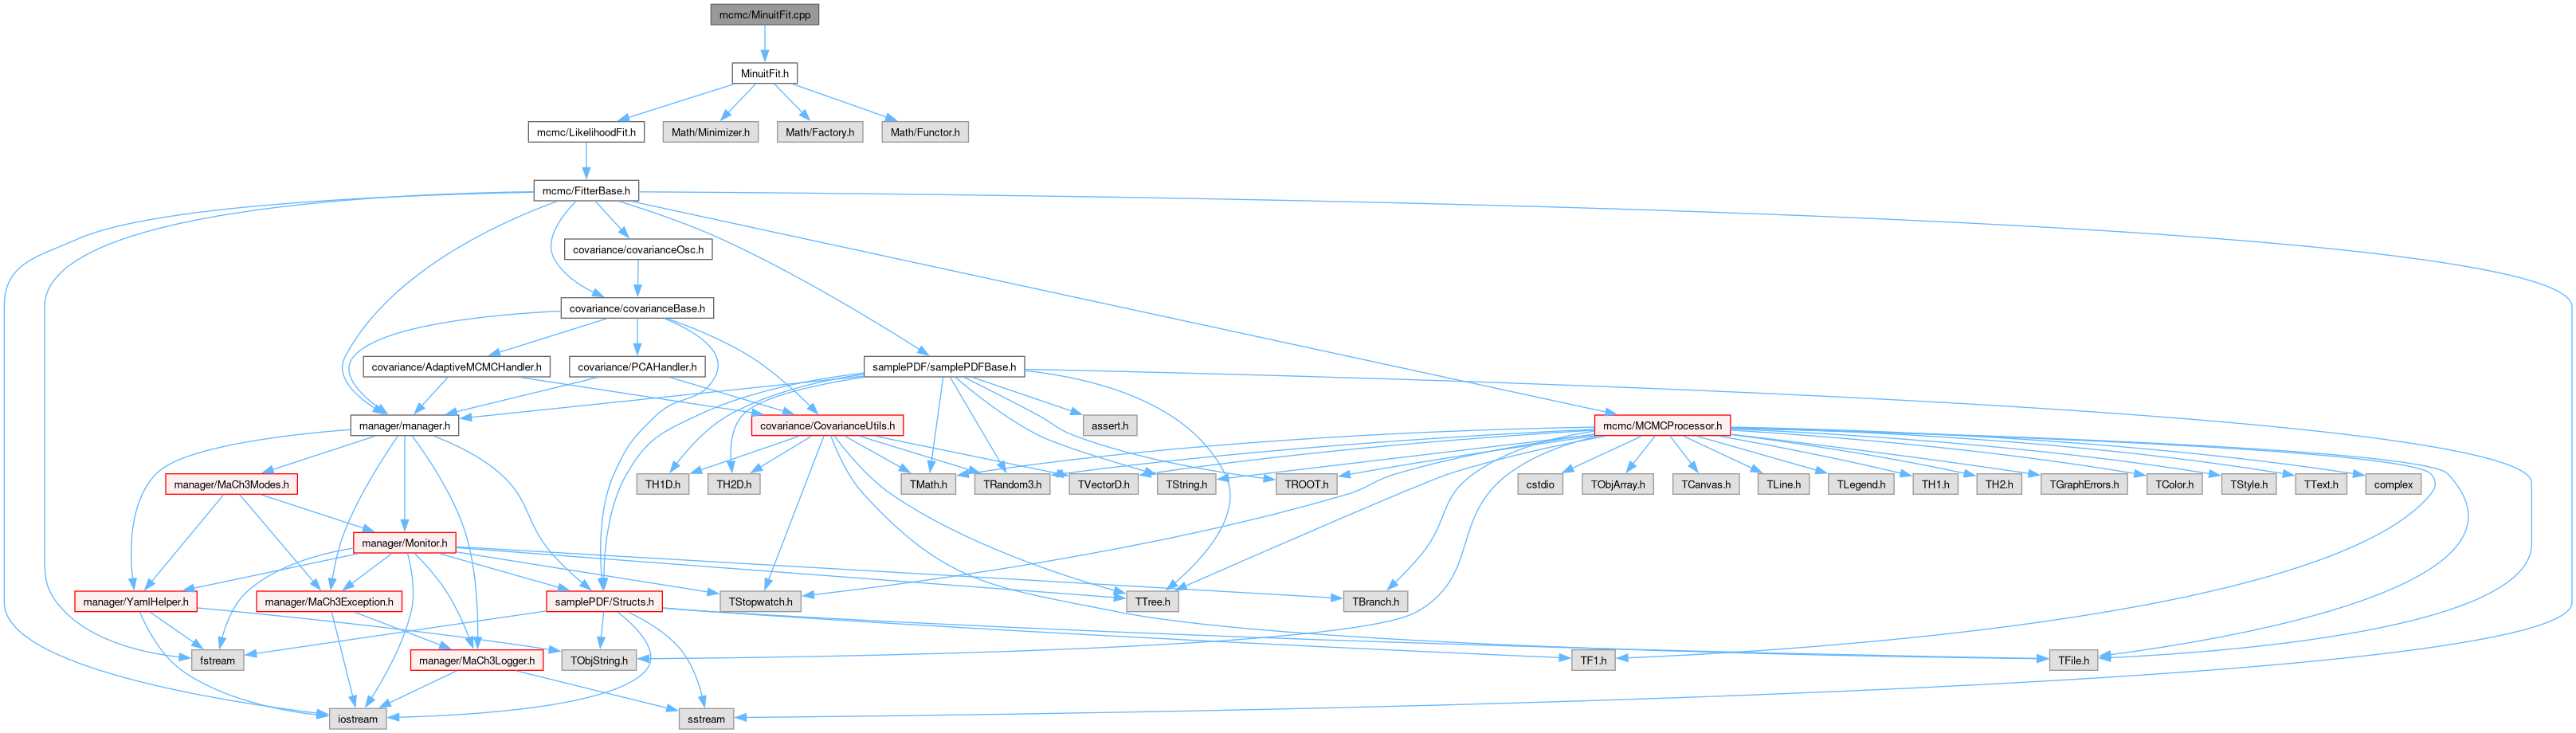 mcmc/MinuitFit.cpp
MinuitFit.h
mcmc/LikelihoodFit.h
Math/Minimizer.h
Math/Factory.h
Math/Functor.h
mcmc/FitterBase.h
covariance/covarianceOsc.h
covariance/covarianceBase.h
covariance/AdaptiveMCMCHandler.h
covariance/PCAHandler.h
samplePDF/samplePDFBase.h
manager/manager.h
covariance/CovarianceUtils.h
assert.h
mcmc/MCMCProcessor.h
manager/MaCh3Modes.h
TH1D.h
TH2D.h
TMath.h
TRandom3.h
TVectorD.h
TString.h
TROOT.h
cstdio
TObjArray.h
TCanvas.h
TLine.h
TLegend.h
TH1.h
TH2.h
TGraphErrors.h
TColor.h
TStyle.h
TText.h
complex
manager/Monitor.h
manager/YamlHelper.h
manager/MaCh3Exception.h
samplePDF/Structs.h
TStopwatch.h
TTree.h
TBranch.h
fstream
manager/MaCh3Logger.h
TObjString.h
TF1.h
TFile.h
iostream
sstream